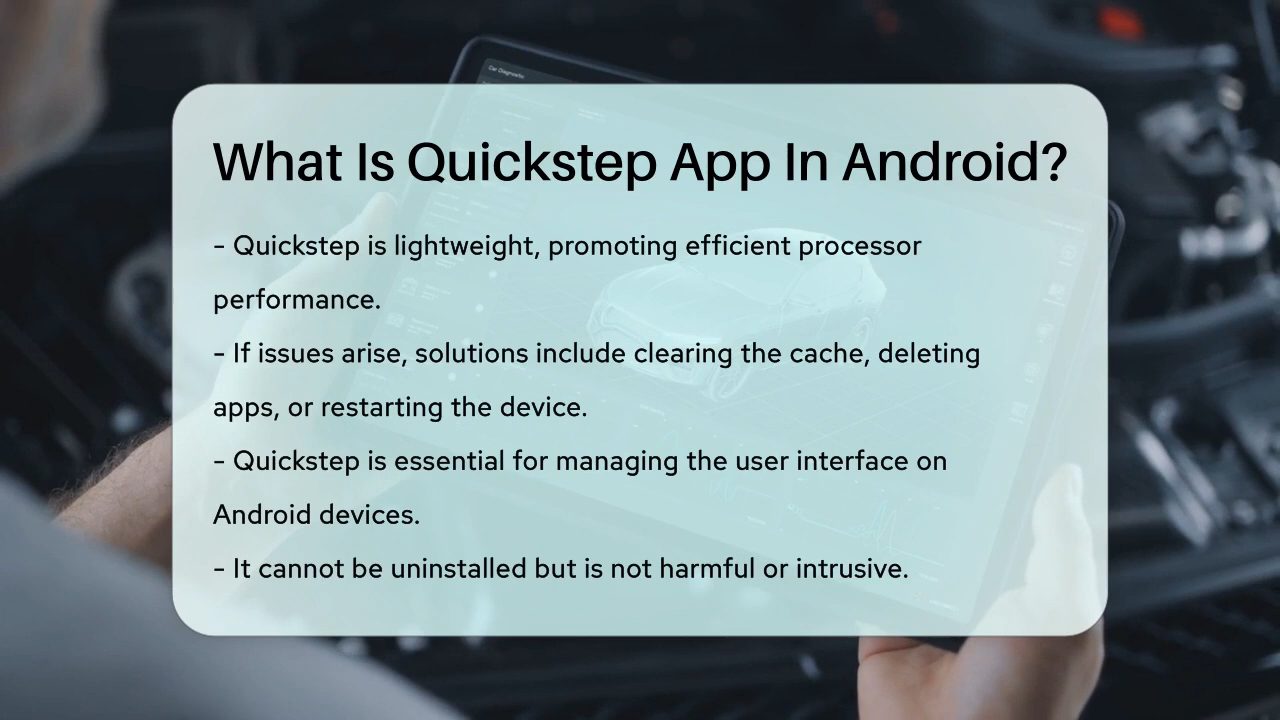 Car Diagnostic
What Is Quickstep App In Android?
- Quickstep is lightweight, promoting efficient processor
performance.
- If issues arise, solutions include clearing the cache, deleting
apps, or restarting the device.
- Quickstep is essential for managing the user interface on
Android devices.
- It cannot be uninstalled but is not harmful or intrusive.